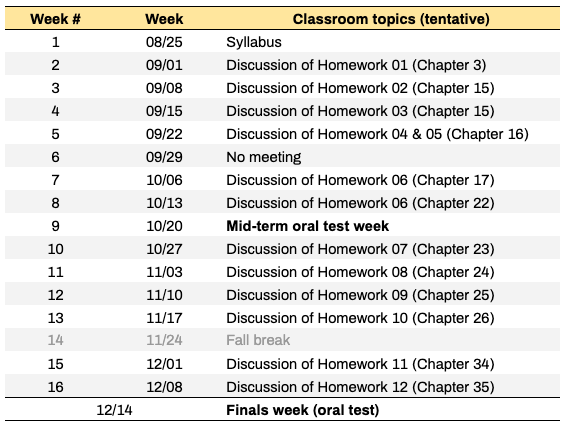 Week # Week Classroom topics (tentative)
1 08/25 Syllabus
2 09/01 Discussion of Homework 01 (Chapter 3)
3 09/08 Discussion of Homework 02 (Chapter 15)
4 09/15 Discussion of Homework 03 (Chapter 15)
5 09/22 Discussion of Homework 04 & 05 (Chapter 16)
6 09/29 No meeting
7 10/06 Discussion of Homework 06 (Chapter 17)
8 10/13 Discussion of Homework 06 (Chapter 22)
9 10/20 Mid-term oral test week
10 10/27 Discussion of Homework 07 (Chapter 23)
11 11/03 Discussion of Homework 08 (Chapter 24)
12 11/10 Discussion of Homework 09 (Chapter 25)
13 11/17 Discussion of Homework 10 (Chapter 26)
14 11/24 Fall break
15 12/01 Discussion of Homework 11 (Chapter 34)
16 12/08 Discussion of Homework 12 (Chapter 35)
12/14 Finals week (oral test)